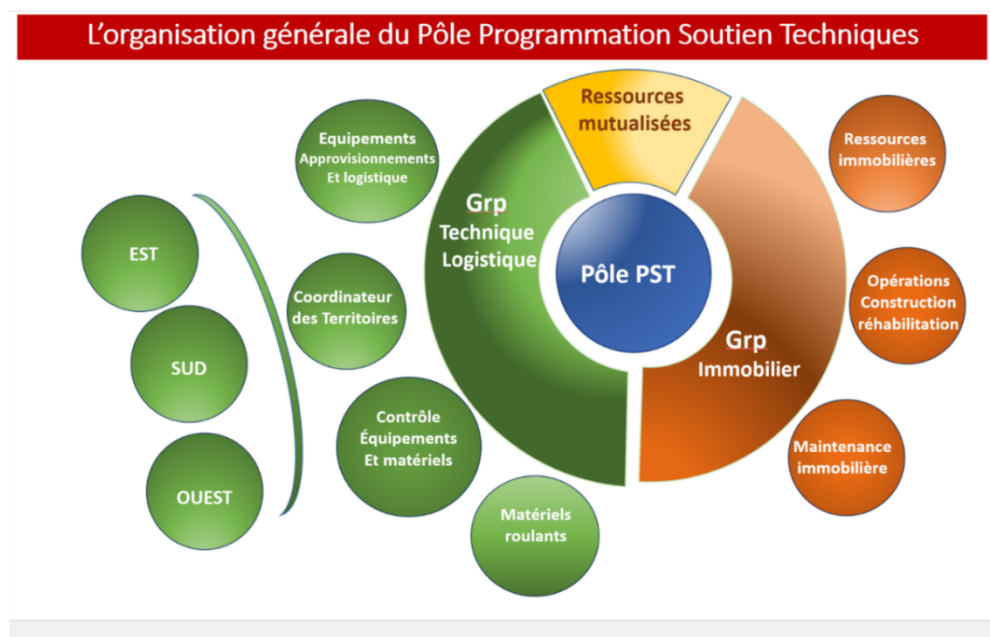 L'organisation générale du Pôle Programmation Soutien Techniques
Ressources
mutualisées
Equipements
Approvisionnements
Et logistique
Ressources
immobilières
Grp
Technique
Logistique
EST
Pôle PST
Coordinateur
des Territoires
Opérations
Construction
réhabilitation
SUD
Grp
Immobilier
Contrôle
Équipements
Et matériels
Maintenance
immobilière
OUEST
Matériels
roulants